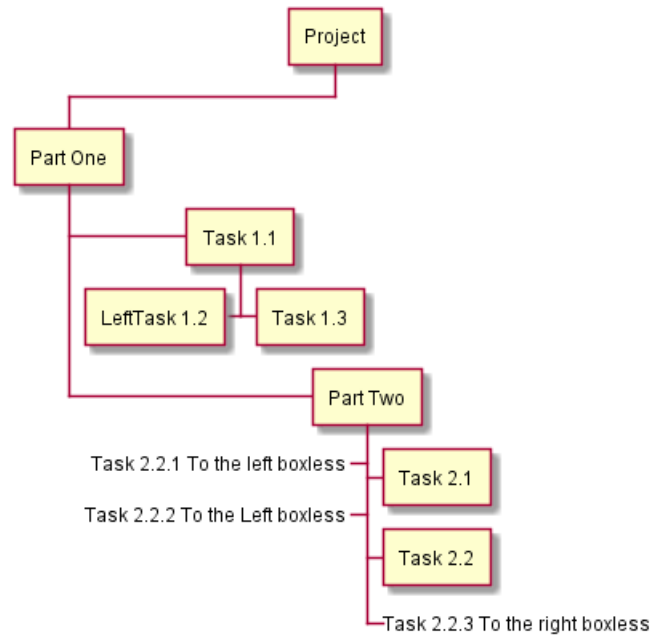 Project
Part One
Task 1.1
LeftTask 1.2
Task 1.3
Part Two
Task 2.2.1 To the left boxless
Task 2.1
Task 2.2.2 To the Left boxless
Task 2.2
Task 2.2.3 To the right boxless